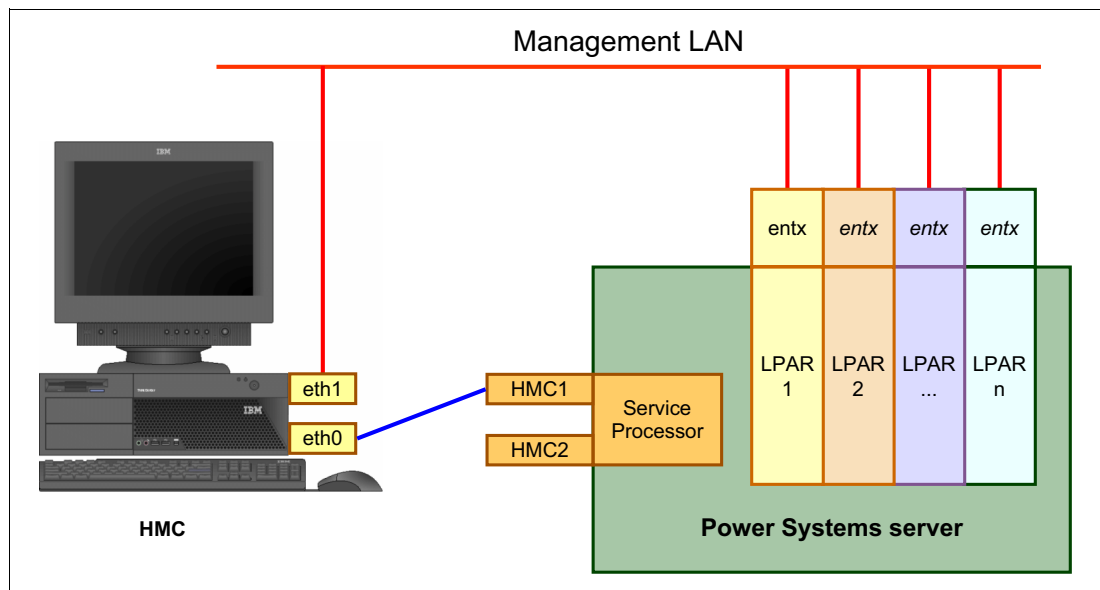 Management LAN
IBM
entx
entx
entx
entx
eth1
eth0
IBM
HMC1
HMC2
Service
Processor
LPAR
1
LPAR
2
LPAR
...
LPAR
n
HMC
Power Systems server